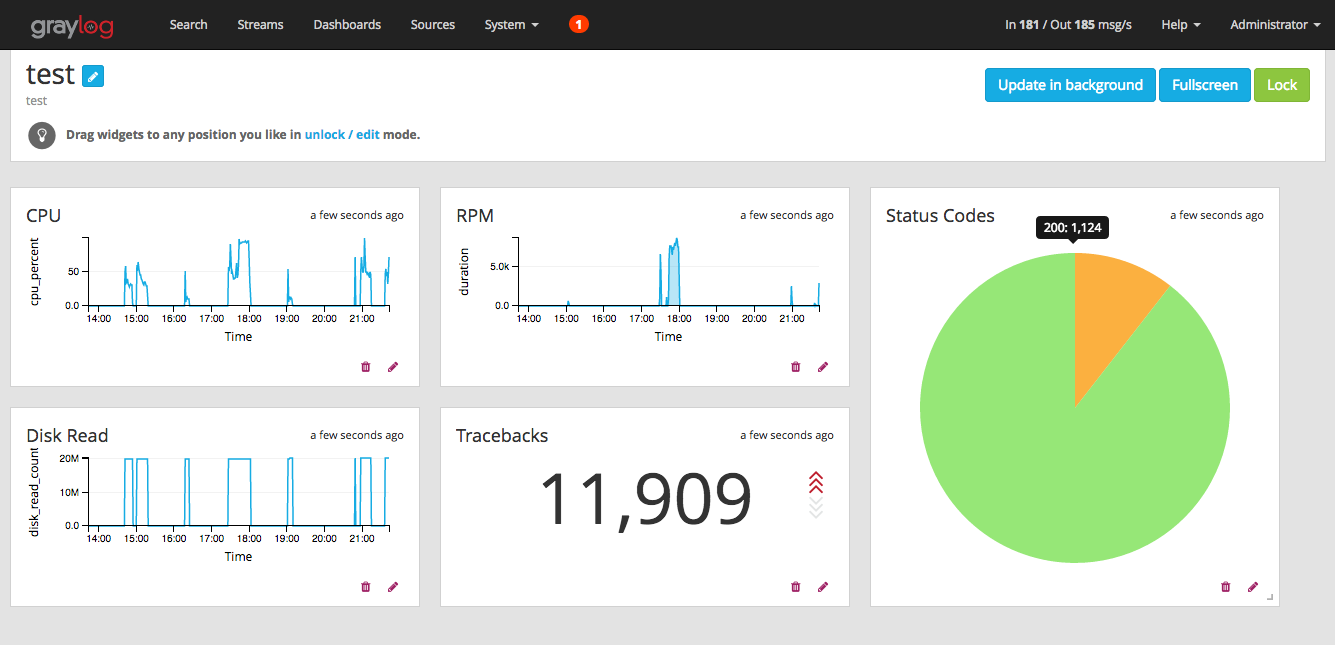 graylog Search Streams Dashboards Sources System 1 In 181 / Out 185 msg/s Help Administrator
test
test
Update in background Fullscreen Lock
Drag widgets to any position you like in unlock / edit mode.
CPU a few seconds ago
cpu_percent
50
0.0
14:00 15:00 16:00 17:00 18:00 19:00 20:00 21:00
Time
RPM a few seconds ago
duration
5.0k
0.0
14:00 15:00 16:00 17:00 18:00 19:00 20:00 21:00
Time
Status Codes a few seconds ago
200: 1,124
Disk Read a few seconds ago
disk_read_count
20M
10M
0.0
14:00 15:00 16:00 17:00 18:00 19:00 20:00 21:00
Time
Tracebacks a few seconds ago
11,909